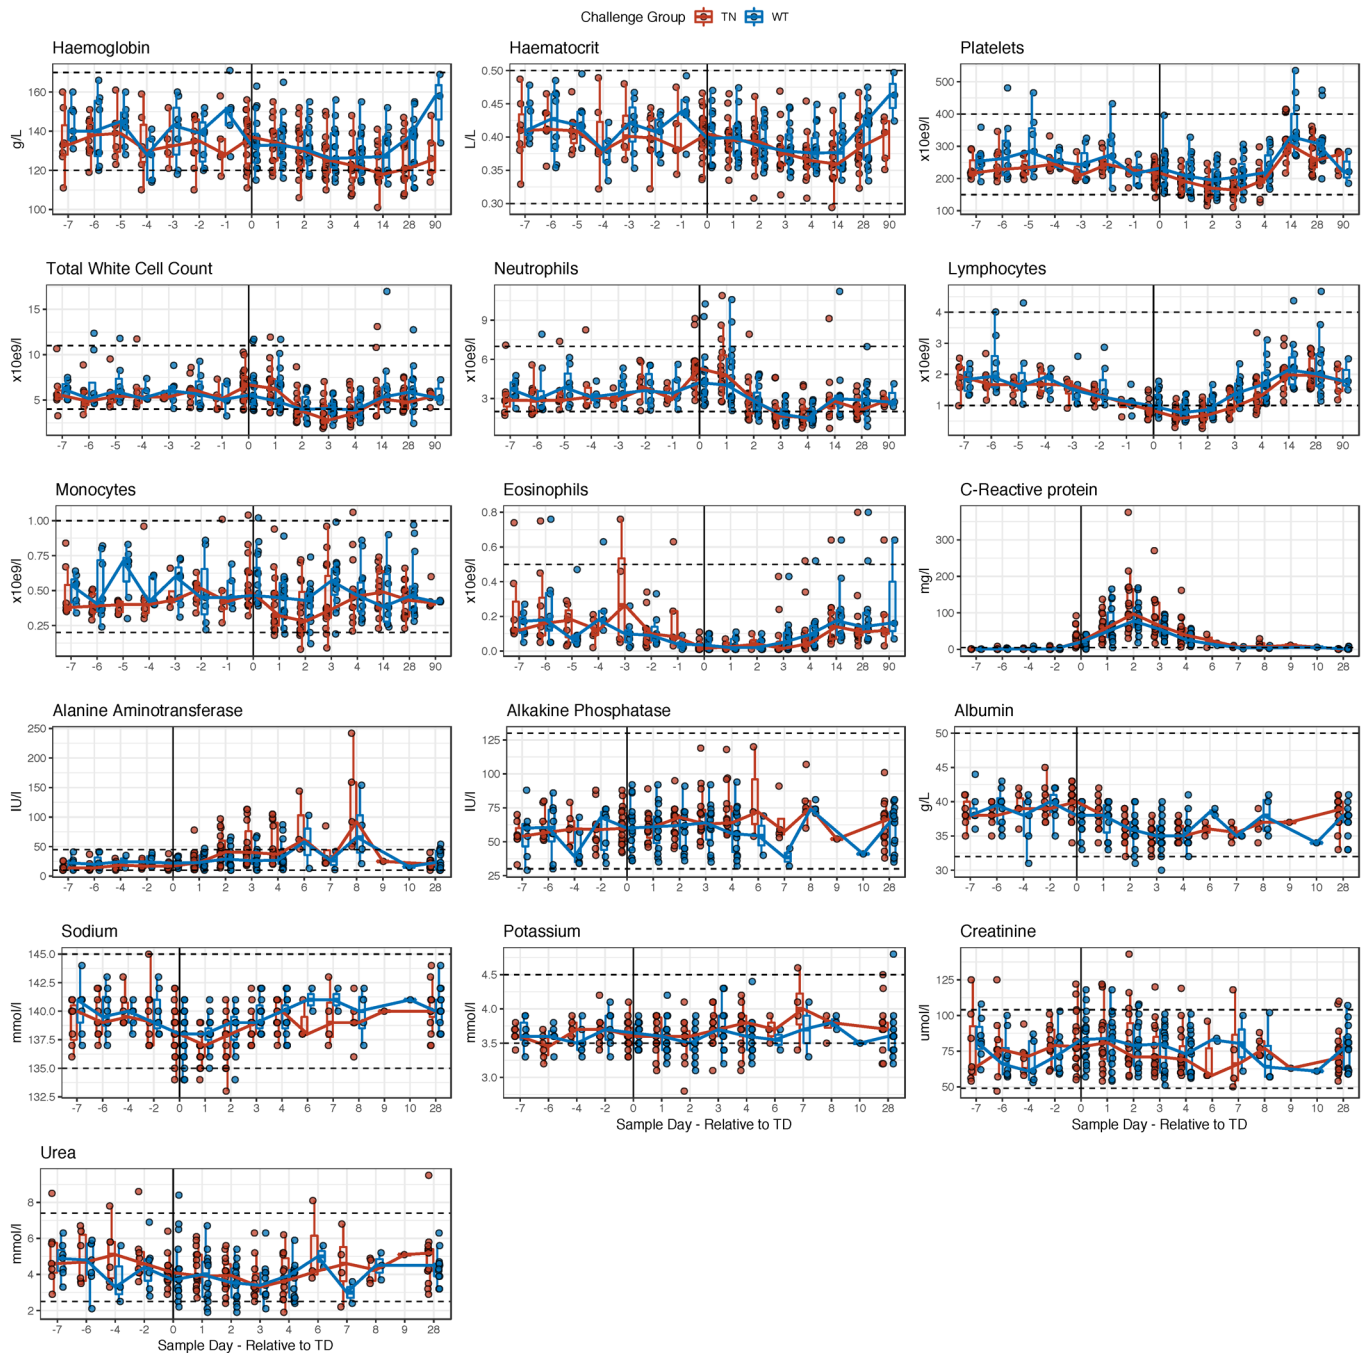 Challenge Group TN WT
Haemoglobin
g/L
160
140
120
100
-7 -6 -5 -4 -3 -2 -1 0 1 2 3 4 14 28 90
Haematocrit
L/L
0.50
0.45
0.40
0.35
0.30
-7 -6 -5 -4 -3 -2 -1 0 1 2 3 4 14 28 90
Platelets
x10e9/l
500
400
300
200
100
-7 -6 -5 -4 -3 -2 -1 0 1 2 3 4 14 28 90
Total White Cell Count
x10e9/l
15
10
5
-7 -6 -5 -4 -3 -2 -1 0 1 2 3 4 14 28 90
Neutrophils
x10e9/l
9
6
3
-7 -6 -5 -4 -3 -2 -1 0 1 2 3 4 14 28 90
Lymphocytes
x10e9/l
4
3
2
1
-7 -6 -5 -4 -3 -2 -1 0 1 2 3 4 14 28 90
Monocytes
x10e9/l
1.00
0.75
0.50
0.25
-7 -6 -5 -4 -3 -2 -1 0 1 2 3 4 14 28 90
Eosinophils
x10e9/l
0.8
0.6
0.4
0.2
0.0
-7 -6 -5 -4 -3 -2 -1 0 1 2 3 4 14 28 90
C-Reactive protein
mg/l
300
200
100
0
-7 -6 -4 -2 0 1 2 3 4 6 7 8 9 10 28
Alanine Aminotransferase
IU/l
250
200
150
100
50
0
-7 -6 -4 -2 0 1 2 3 4 6 7 8 9 10 28
Alkakine Phosphatase
IU/l
125
100
75
50
25
-7 -6 -4 -2 0 1 2 3 4 6 7 8 9 10 28
Albumin
g/L
50
45
40
35
30
-7 -6 -4 -2 0 1 2 3 4 6 7 8 9 10 28
Sodium
mmol/l
145.0
142.5
140.0
137.5
135.0
132.5
-7 -6 -4 -2 0 1 2 3 4 6 7 8 9 10 28
Potassium
mmol/l
4.5
4.0
3.5
3.0
-7 -6 -4 -2 0 1 2 3 4 6 7 8 9 10 28
Sample Day - Relative to TD
Creatinine
umol/l
125
100
75
50
-7 -6 -4 -2 0 1 2 3 4 6 7 8 9 10 28
Sample Day - Relative to TD
Urea
mmol/l
8
6
4
2
-7 -6 -4 -2 0 1 2 3 4 6 7 8 9 28
Sample Day - Relative to TD